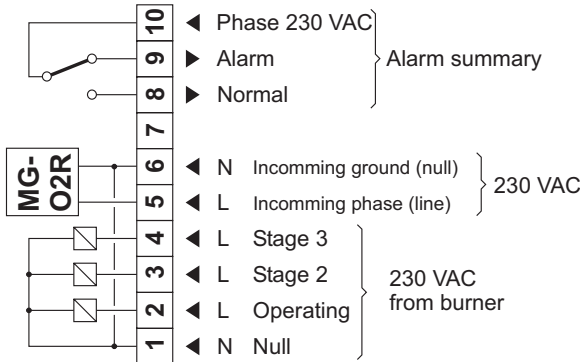 10 Phase 230 VAC
9 Alarm
8 Normal
Alarm summary
7
6 N Incomming ground (null)
5 L Incomming phase (line)
230 VAC
MG-
O2R
4 L Stage 3
3 L Stage 2
2 L Operating
1 N Null
230 VAC
from burner